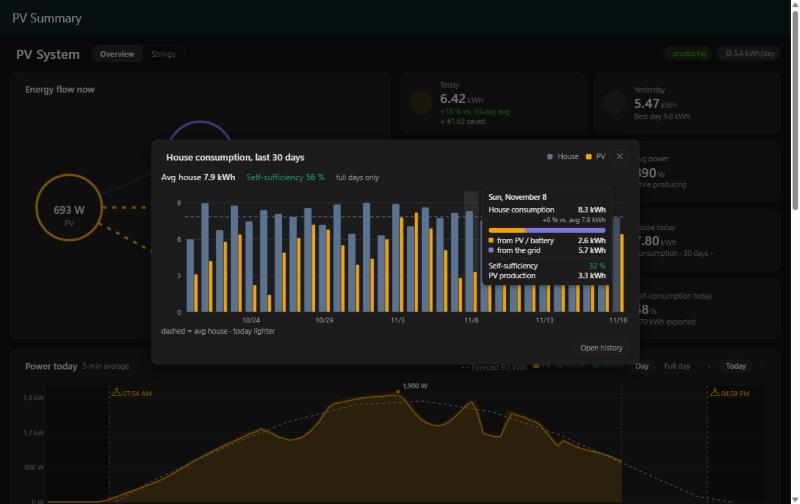 PV Summary
PV System
Overview
Strings
producing
Ø 5.4 kWh/day
Energy flow now
693 W
PV
Today
6.42 kWh
+18 % vs. 30-day avg
≈ €1.62 saved
Yesterday
5.47 kWh
Best day 9.8 kWh
House consumption, last 30 days
House
PV
Avg house 7.9 kWh
Self-sufficiency 56 %
full days only
9
6
3
0
10/24
10/29
11/3
11/8
11/13
11/18
dashed = avg house · today lighter
Sun, November 8
House consumption 8.3 kWh
+6 % vs. avg 7.9 kWh
from PV / battery 2.6 kWh
from the grid 5.7 kWh
Self-sufficiency 32 %
PV production 3.3 kWh
Open history
power
390 W
while producing
7.80 kWh
30 days ›
self-consumption today
kWh exported
Power today
5-min average
Forecast 9.5 kWh
Day
Full day
‹
Today
›
07:54 AM
1,900 W
04:39 PM
1.8 kW
1.2 kW
600 W
0 W